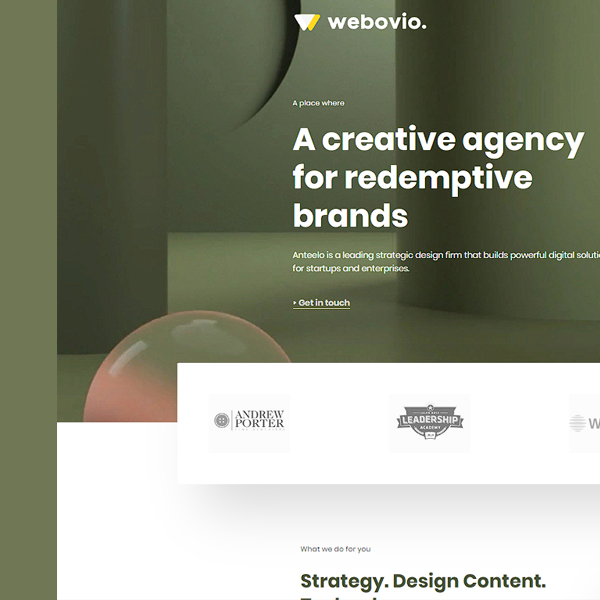 webovio.
A place where
A creative agency
for redemptive
brands
Anteelo is a leading strategic design firm that builds powerful digital soluti
for startups and enterprises.
Get in touch
ANDREW
PORTER
LEADERSHIP
ACADEMY
W
What we do for you
Strategy. Design Content.